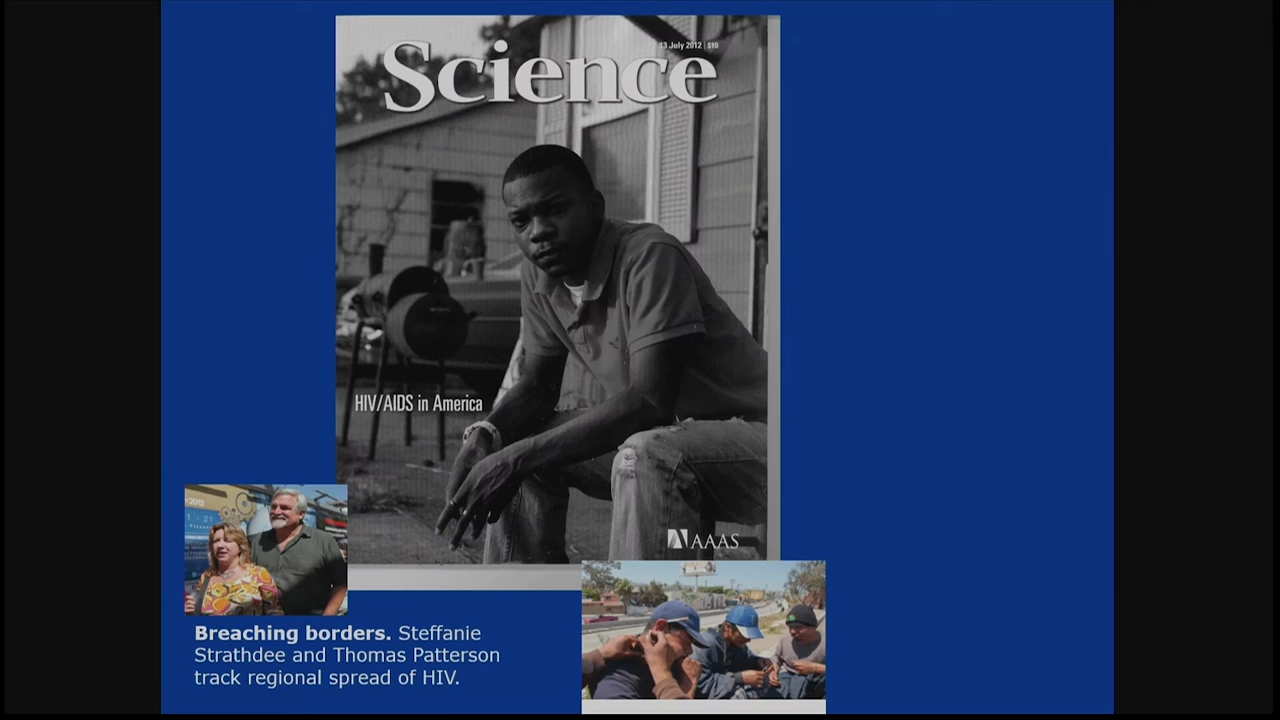 13 July 2012 | $10
Science
HIV/AIDS in America
AAAS
Breaching borders. Steffanie
Strathdee and Thomas Patterson
track regional spread of HIV.